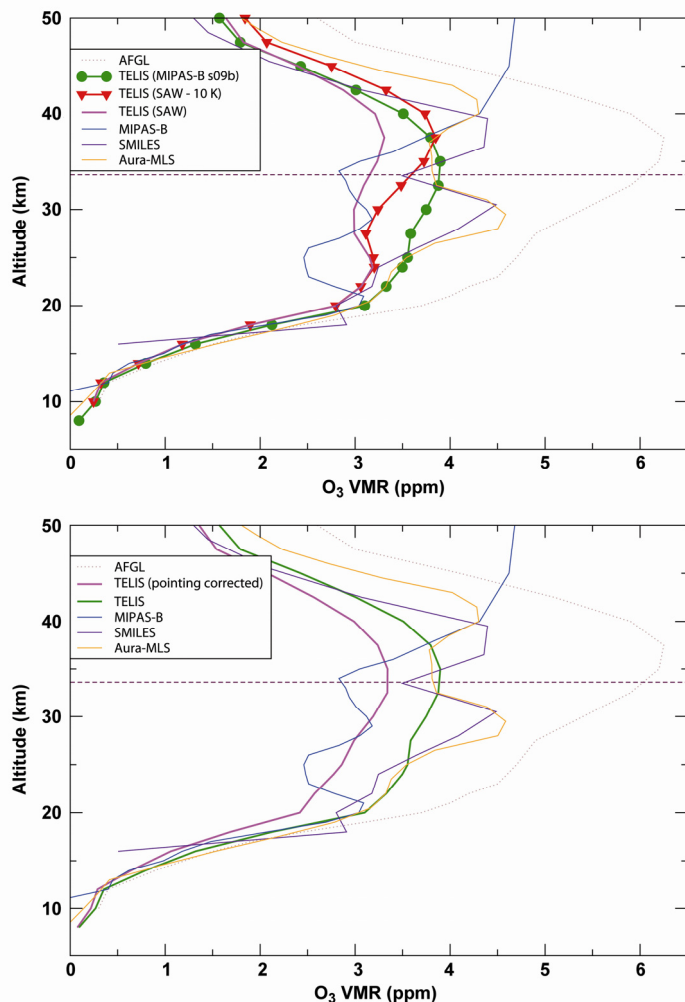 50
40
30
20
10
Altitude (km)
AFGL
TELIS (MIPAS-B s09b)
TELIS (SAW - 10 K)
TELIS (SAW)
MIPAS-B
SMILES
Aura-MLS
0 1 2 3 4 5 6
O₃ VMR (ppm)
50
40
30
20
10
Altitude (km)
AFGL
TELIS (pointing corrected)
TELIS
MIPAS-B
SMILES
Aura-MLS
0 1 2 3 4 5 6
O₃ VMR (ppm)